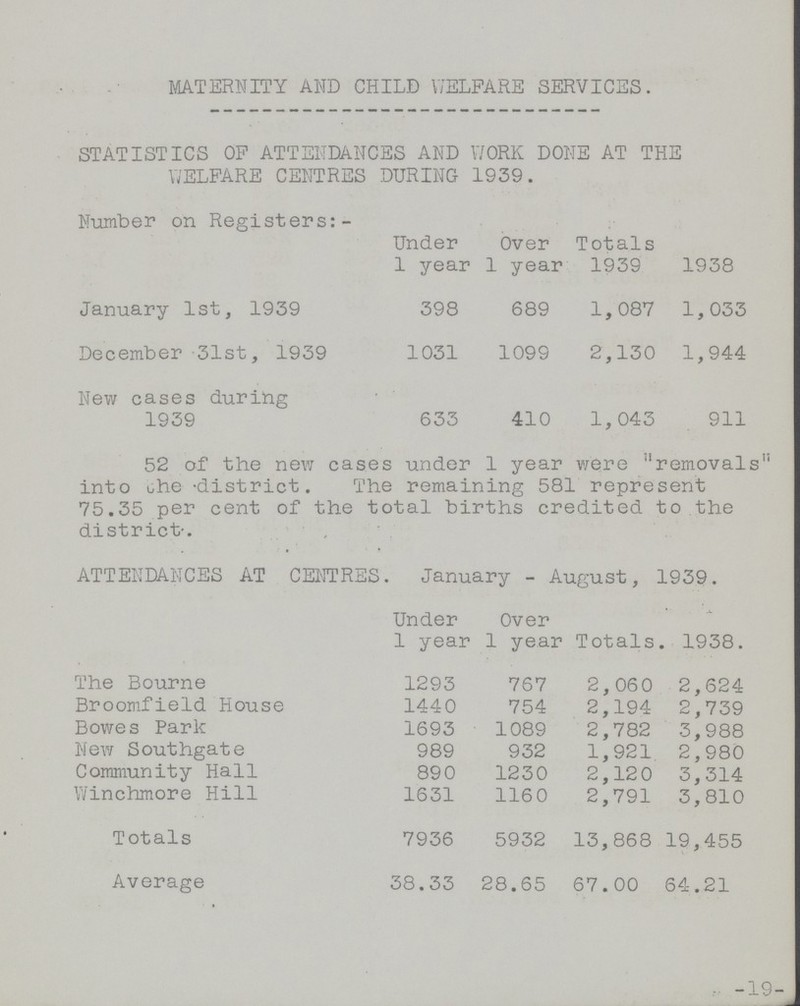 MATERNITY AND CHILD WELFARE SERVICES.
STATISTICS OF ATTENDANCES AND WORK DONE AT THE
WELFARE CENTRES DURING 1939.
Number on Registers:-
Under Over Totals
1 year 1 year 1939 1938
January 1st, 1939 398 689 1,087 1,033
December 31st, 1939 1031 1099 2,130 1,944
New cases during
1939 633 410 1,043 911
52 of the new cases under 1 year were "removals"
into the district. The remaining 581 represent
75.35 per cent of the total births credited to the
district.
ATTENDANCES AT CENTRES. January - August, 1939.
Under Over
1 year 1 year Totals. 1938.
The Bourne 1293 767 2,060 2,624
Broomfield House 1440 754 2,194 2,739
Bowes Park 1693 1089 2,782 3,988
New Southgate 989 932 1,921 2,980
Community Hall 890 1230 2,120 3,314
Winchmore Hill 1631 1160 2,791 3,810
Totals 7936 5932 13,868 19,455
Average 38.33 28.65 67.00 64.21
-19-